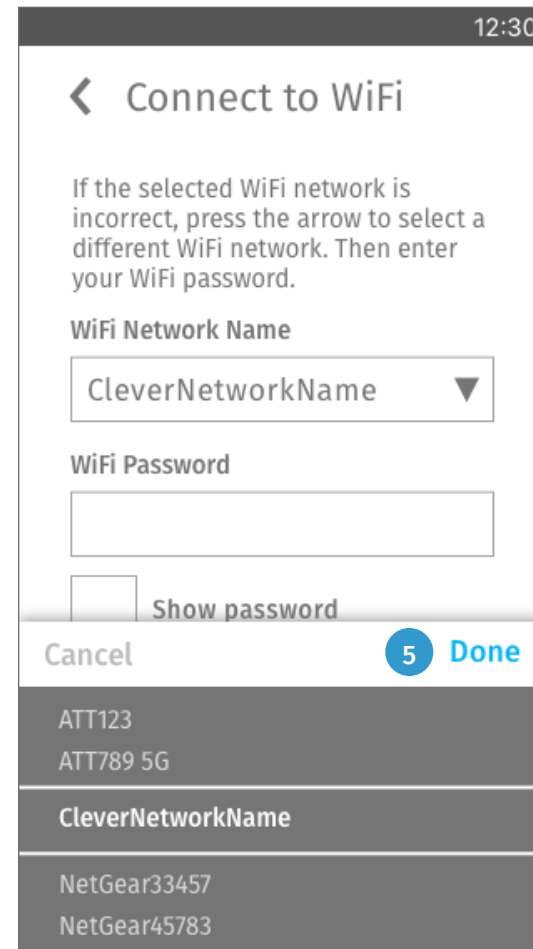 12:30
Connect to WiFi
If the selected WiFi network is
incorrect, press the arrow to select a
different WiFi network. Then enter
your WiFi password.
WiFi Network Name
CleverNetworkName
WiFi Password
Show password
Cancel 5 Done
ATT123
ATT789 5G
CleverNetworkName
NetGear33457
NetGear45783